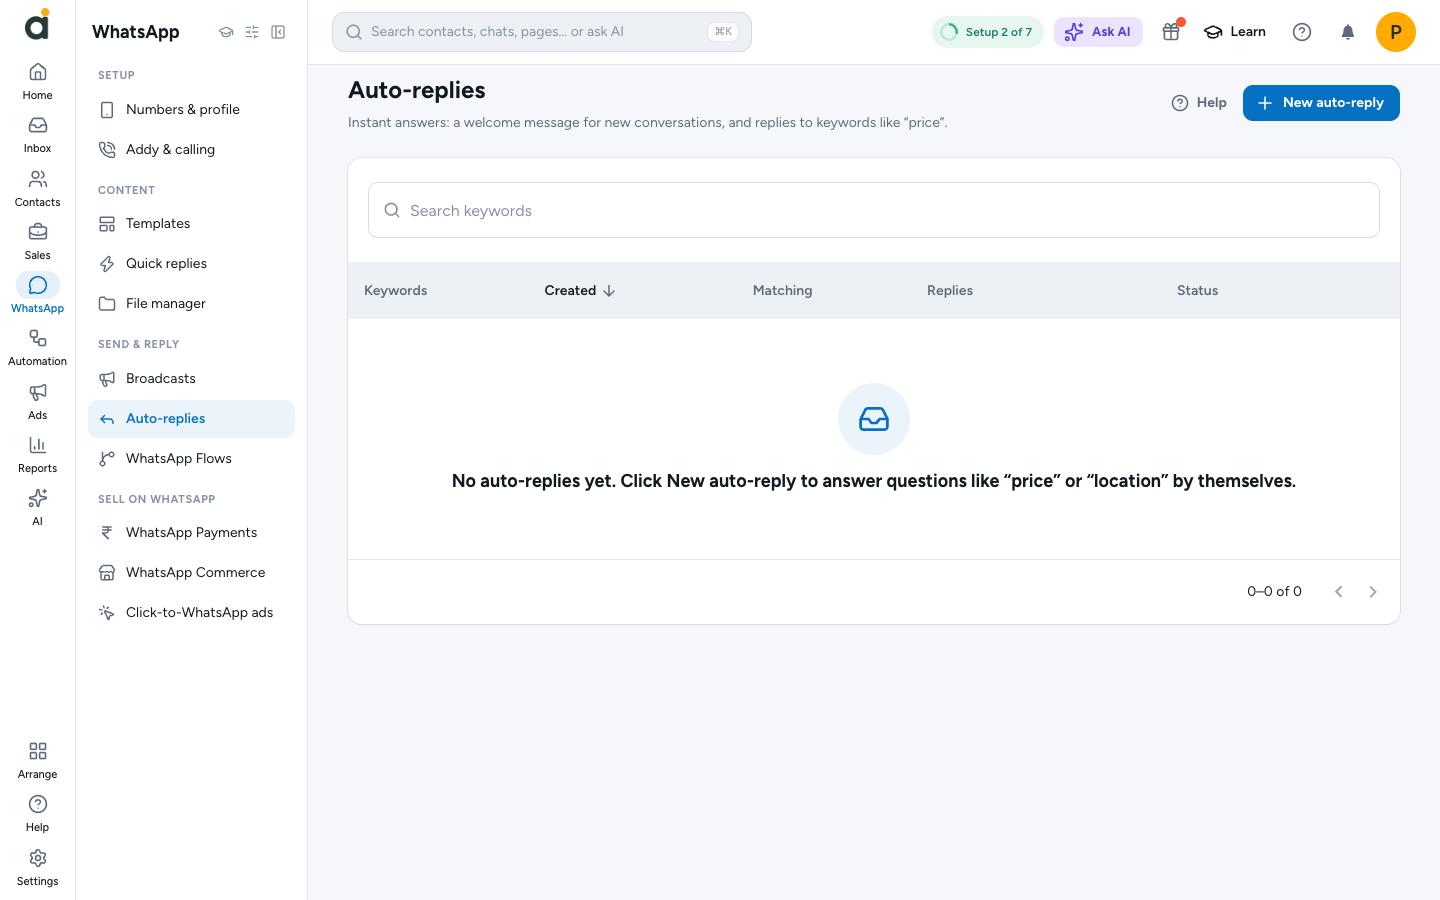 WhatsApp
Search contacts, chats, pages... or ask AI
⌘K
Setup 2 of 7
Ask AI
Learn
P
Home
Inbox
Contacts
Sales
WhatsApp
Automation
Ads
Reports
AI
Arrange
Help
Settings
SETUP
Numbers & profile
Addy & calling
CONTENT
Templates
Quick replies
File manager
SEND & REPLY
Broadcasts
Auto-replies
WhatsApp Flows
SELL ON WHATSAPP
WhatsApp Payments
WhatsApp Commerce
Click-to-WhatsApp ads
Auto-replies
Instant answers: a welcome message for new conversations, and replies to keywords like “price”.
Help
New auto-reply
Search keywords
Keywords
Created
Matching
Replies
Status
No auto-replies yet. Click New auto-reply to answer questions like “price” or “location” by themselves.
0–0 of 0